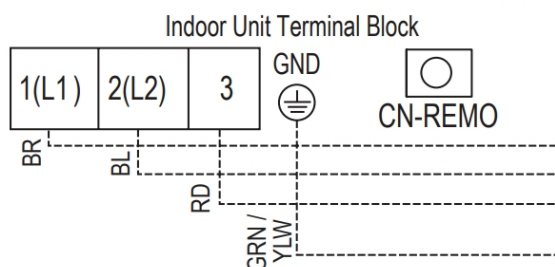 Indoor Unit Terminal Block
1(L1) 2(L2) 3
GND
CN-REMO
BR
BL
RD
GRN /
YLW